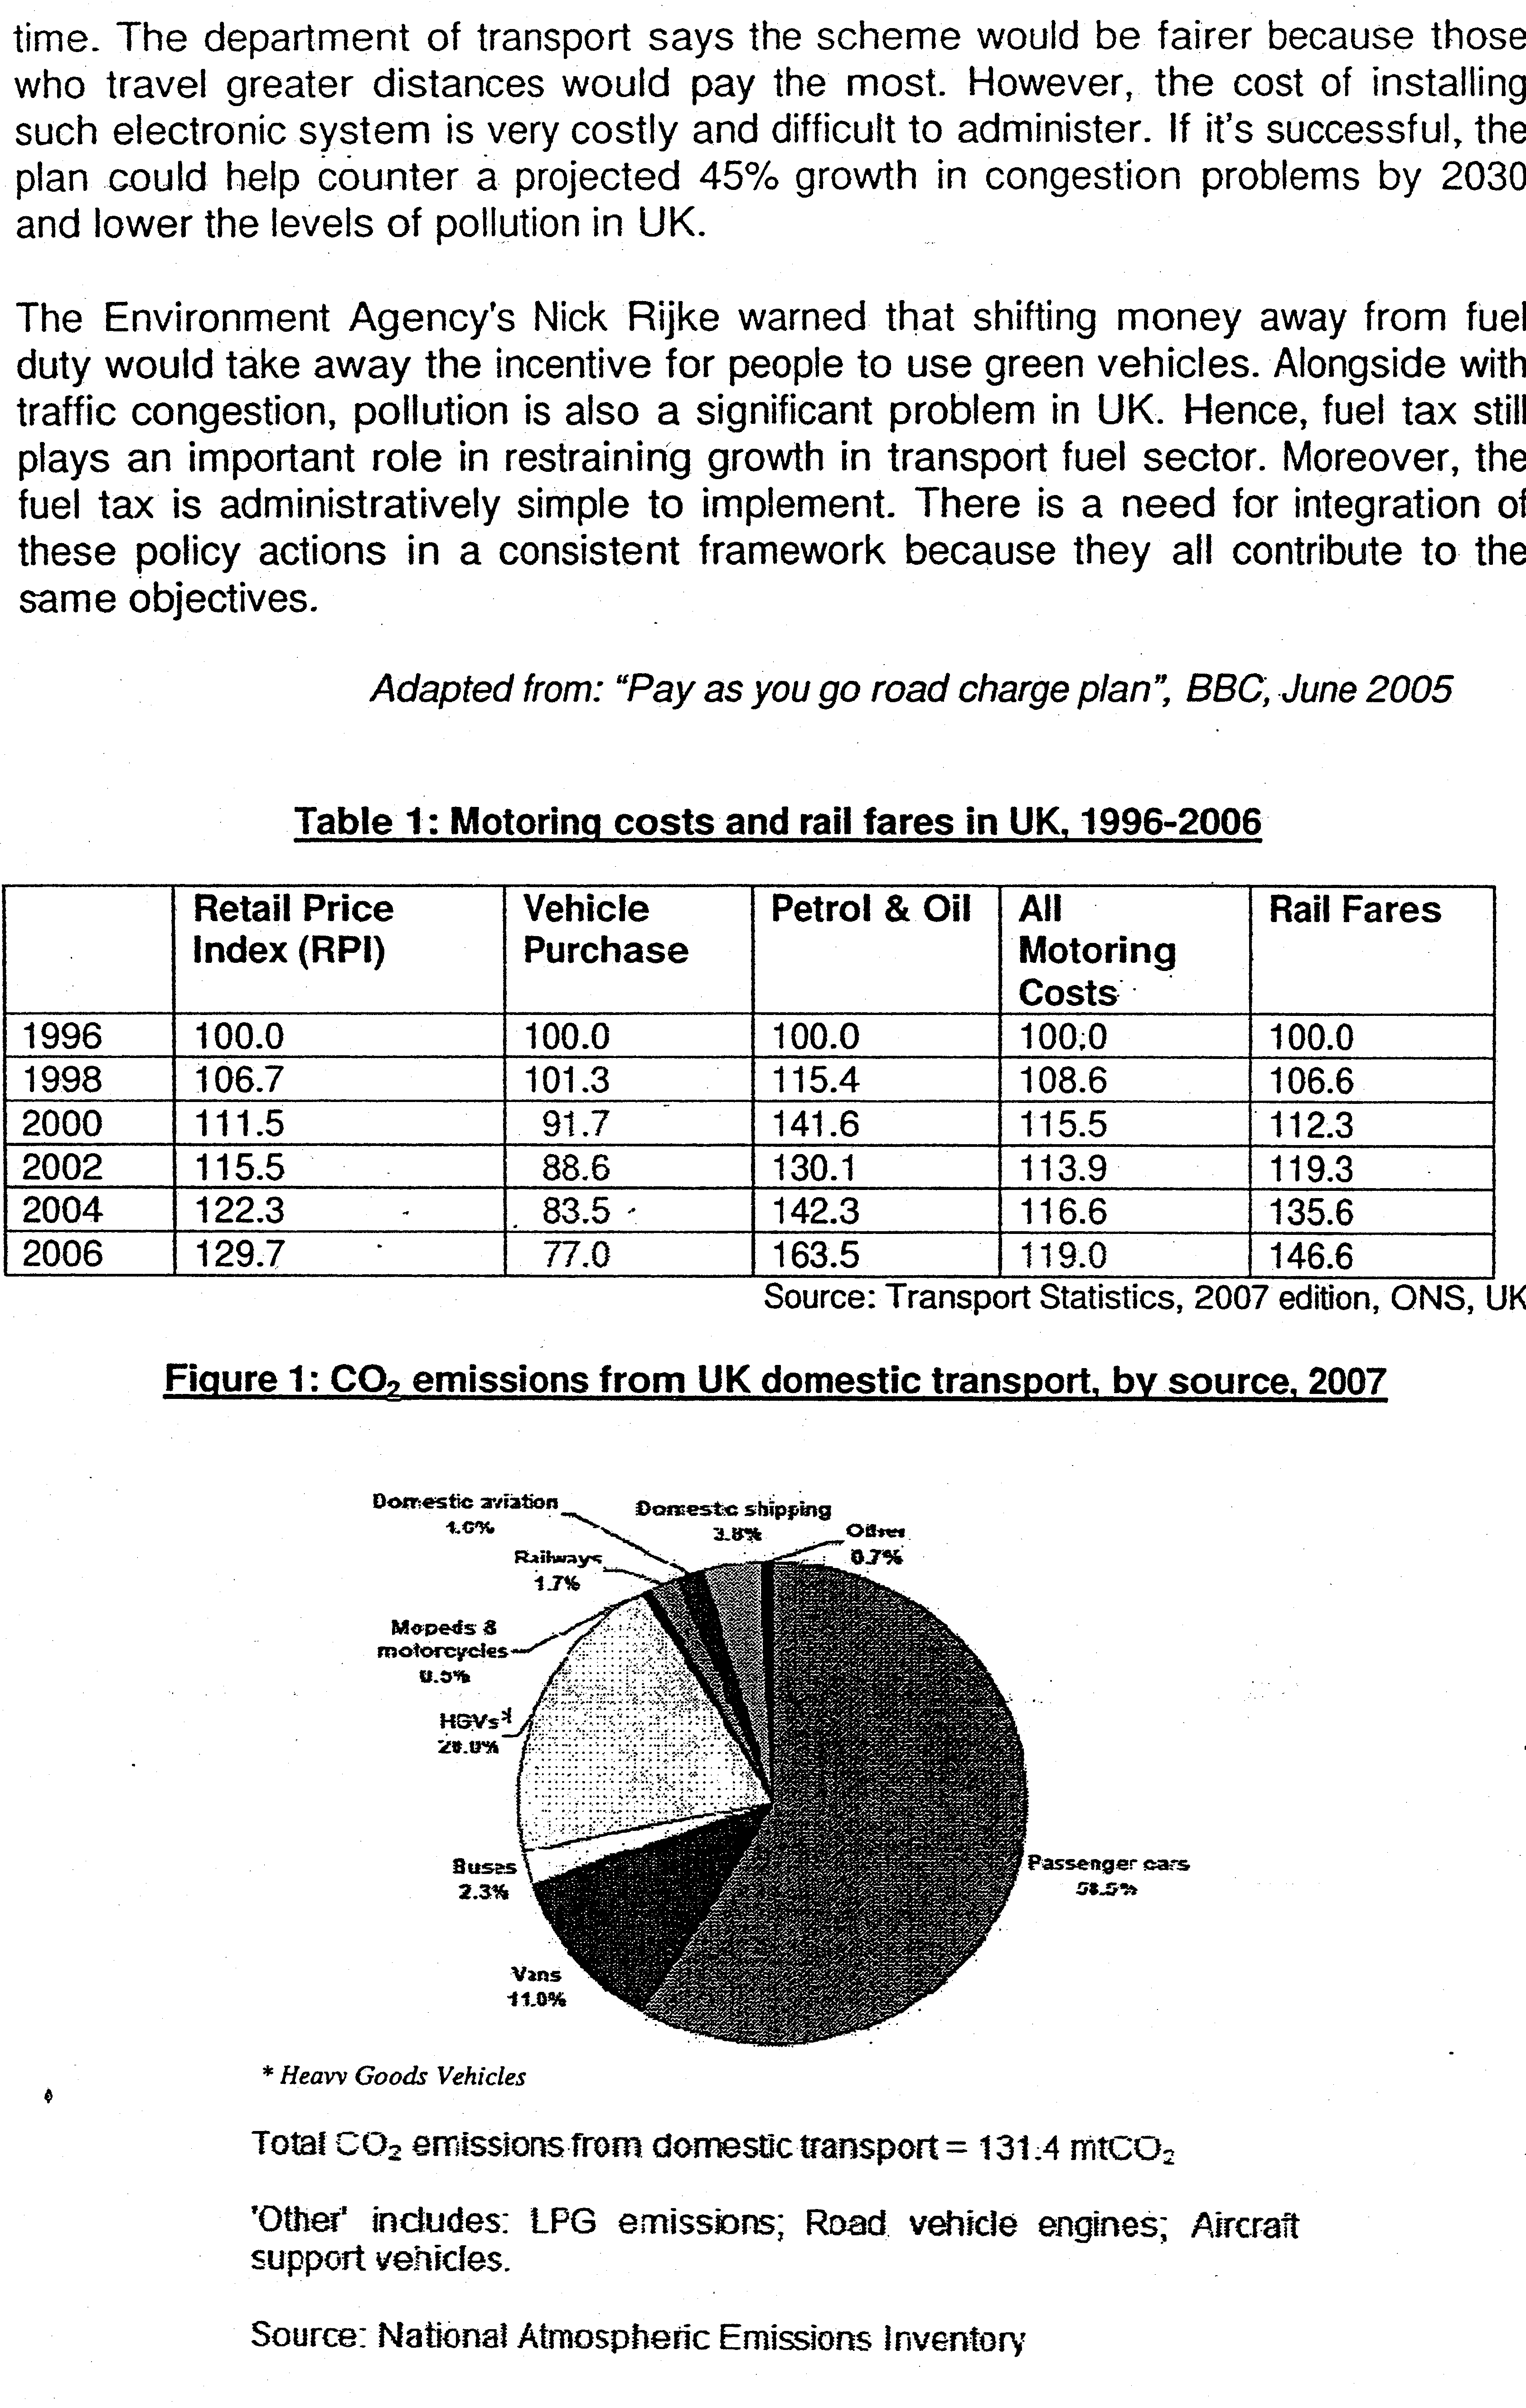 time. The department of transport says the scheme would be fairer because those
who travel greater distances would pay the most. However, the cost of installing
such electronic system is very costly and difficult to administer. If it's successful, the
plan could help counter a projected 45% growth in congestion problems by 2030
and lower the levels of pollution in UK.
The Environment Agency's Nick Rijke warned that shifting money away from fuel
duty would take away the incentive for people to use green vehicles. Alongside with
traffic congestion, pollution is also a significant problem in UK. Hence, fuel tax still
plays an important role in restraining growth in transport fuel sector. Moreover, the
fuel tax is administratively simple to implement. There is a need for integration of
these policy actions in a consistent framework because they all contribute to the
same objectives.
Adapted from: "Pay as you go road charge plan", BBC, June 2005
Table 1: Motoring costs and rail fares in UK, 1996-2006
Retail Price Index (RPI) Vehicle Purchase Petrol & Oil All Motoring Costs Rail Fares
1996 100.0 100.0 100.0 100.0 100.0
1998 106.7 101.3 115.4 108.6 106.6
2000 111.5 91.7 141.6 115.5 112.3
2002 115.5 88.6 130.1 113.9 119.3
2004 122.3 83.5 142.3 116.6 135.6
2006 129.7 77.0 163.5 119.0 146.6
Source: Transport Statistics, 2007 edition, ONS, UK
Figure 1: CO₂ emissions from UK domestic transport, by source, 2007
Domestic aviation
Domestic shipping
3.8%
Other
0.7%
Railways
1.7%
Mopeds &
motorcycles
HGVs*
Buses
2.3%
Passenger cars
Vans
11.0%
* Heavy Goods Vehicles
Total CO₂ emissions from domestic transport = 131.4 mtCO₂
'Other' includes: LPG emissions; Road vehicle engines; Aircraft
support vehicles.
Source: National Atmospheric Emissions Inventory